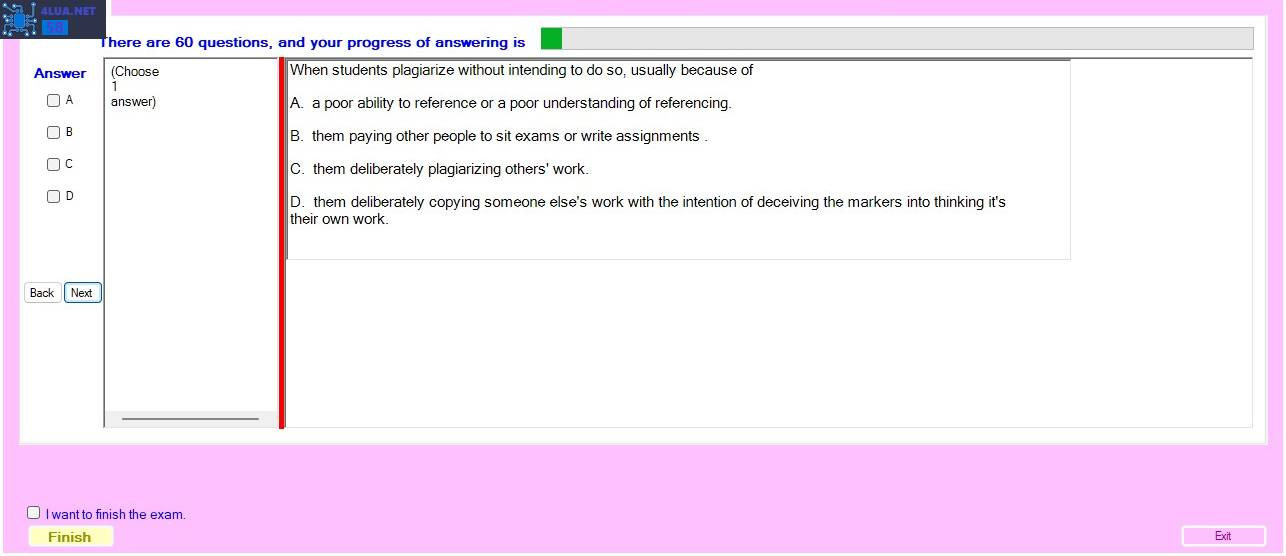 4LUA.NET
58
There are 60 questions, and your progress of answering is
Answer
A
B
C
D
Back Next
(Choose
1
answer)
When students plagiarize without intending to do so, usually because of
A. a poor ability to reference or a poor understanding of referencing.
B. them paying other people to sit exams or write assignments .
C. them deliberately plagiarizing others' work.
D. them deliberately copying someone else's work with the intention of deceiving the markers into thinking it's
their own work.
I want to finish the exam.
Finish
Exit